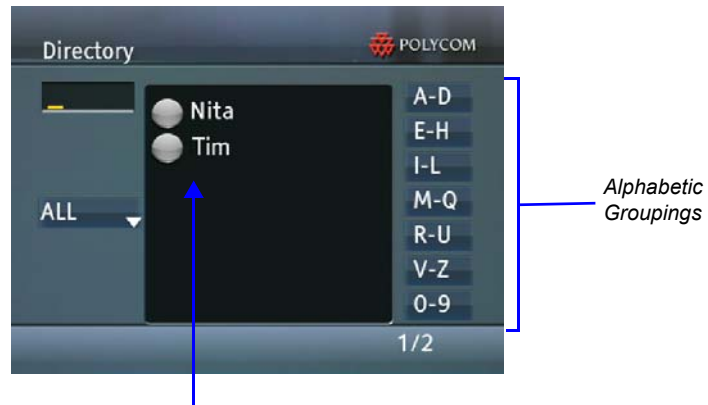 Directory
POLYCOM
Nita
Tim
ALL
A-D
E-H
I-L
M-Q
R-U
V-Z
0-9
1/2
Alphabetic
Groupings